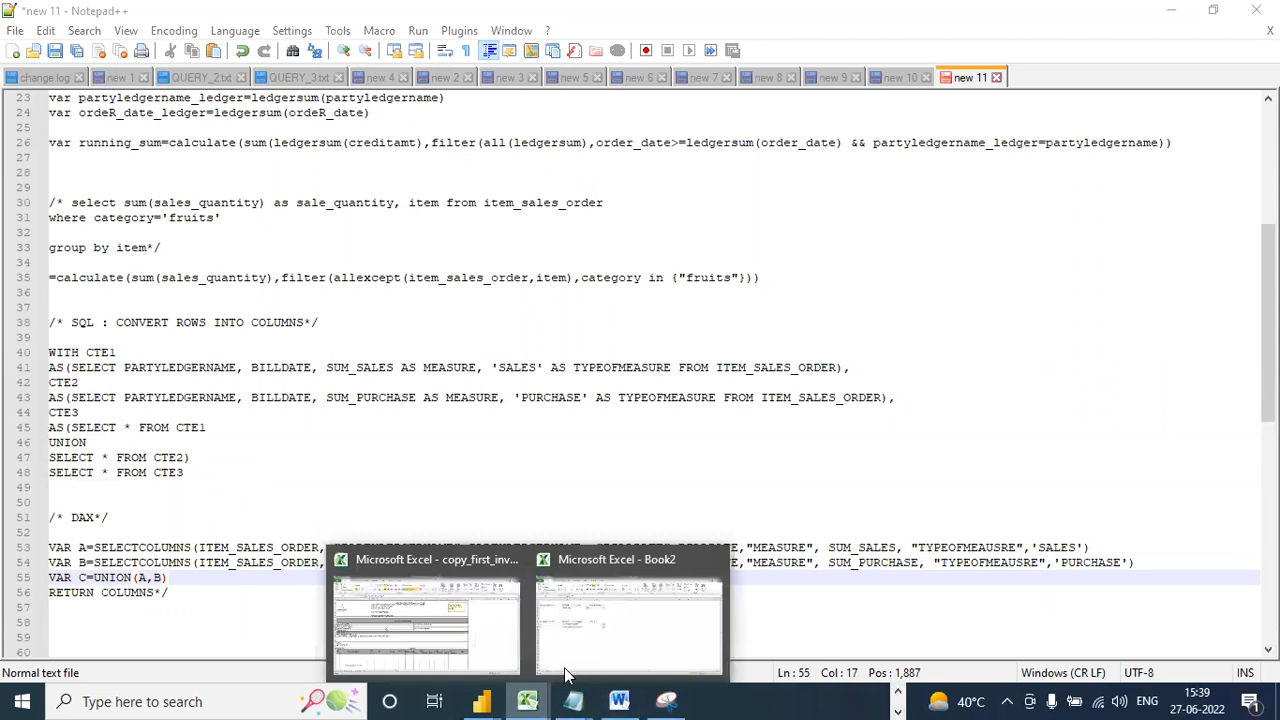 *new 11 - Notepad++
File Edit Search View Encoding Language Settings Tools Macro Run Plugins Window ? X
change.log new 1 QUERY_2.txt QUERY_3.txt new 4 new 2 new 3 new 5 new 6 new 7 new 8 new 9 new 10 new 11
23 var partyledgername_ledger=ledgersum(partyledgername)
24 var ordeR_date_ledger=ledgersum(ordeR_date)
25
26 var running_sum=calculate(sum(ledgersum(creditamt),filter(all(ledgersum),order_date>=ledgersum(order_date) && partyledgername_ledger=partyledgername))
27
28
29
30 /* select sum(sales_quantity) as sale_quantity, item from item_sales_order
31 where category='fruits'
32
33 group by item*/
34
35 =calculate(sum(sales_quantity),filter(allexcept(item_sales_order,item),category in {"fruits"}))
36
37
38 /* SQL : CONVERT ROWS INTO COLUMNS*/
39
40 WITH CTE1
41 AS(SELECT PARTYLEDGERNAME, BILLDATE, SUM_SALES AS MEASURE, 'SALES' AS TYPEOFMEASURE FROM ITEM_SALES_ORDER),
42 CTE2
43 AS(SELECT PARTYLEDGERNAME, BILLDATE, SUM_PURCHASE AS MEASURE, 'PURCHASE' AS TYPEOFMEASURE FROM ITEM_SALES_ORDER),
44 CTE3
45 AS(SELECT * FROM CTE1
46 UNION
47 SELECT * FROM CTE2)
48 SELECT * FROM CTE3
49
50
51 /* DAX*/
52
53 VAR A=SELECTCOLUMNS(ITEM_SALES_ORDER, E,"MEASURE", SUM_SALES, "TYPEOFMEAUSRE",'SALES')
54 VAR B=SELECTCOLUMNS(ITEM_SALES_ORDER, E,"MEASURE", SUM_PURCHASE, "TYPEOFMEAUSRE",'PURCHASE')
55 VAR C=UNION(A,B)
56 RETURN COLUMNS*/
57
58
59
60
Microsoft Excel - copy_first_inv... Microsoft Excel - Book2
Normal text file Ln : 55 Col : 17 Pos : 1,887 Windows (CR LF) UTF-8 INS
Type here to search 40°C ENG 15:39
27-06-2022